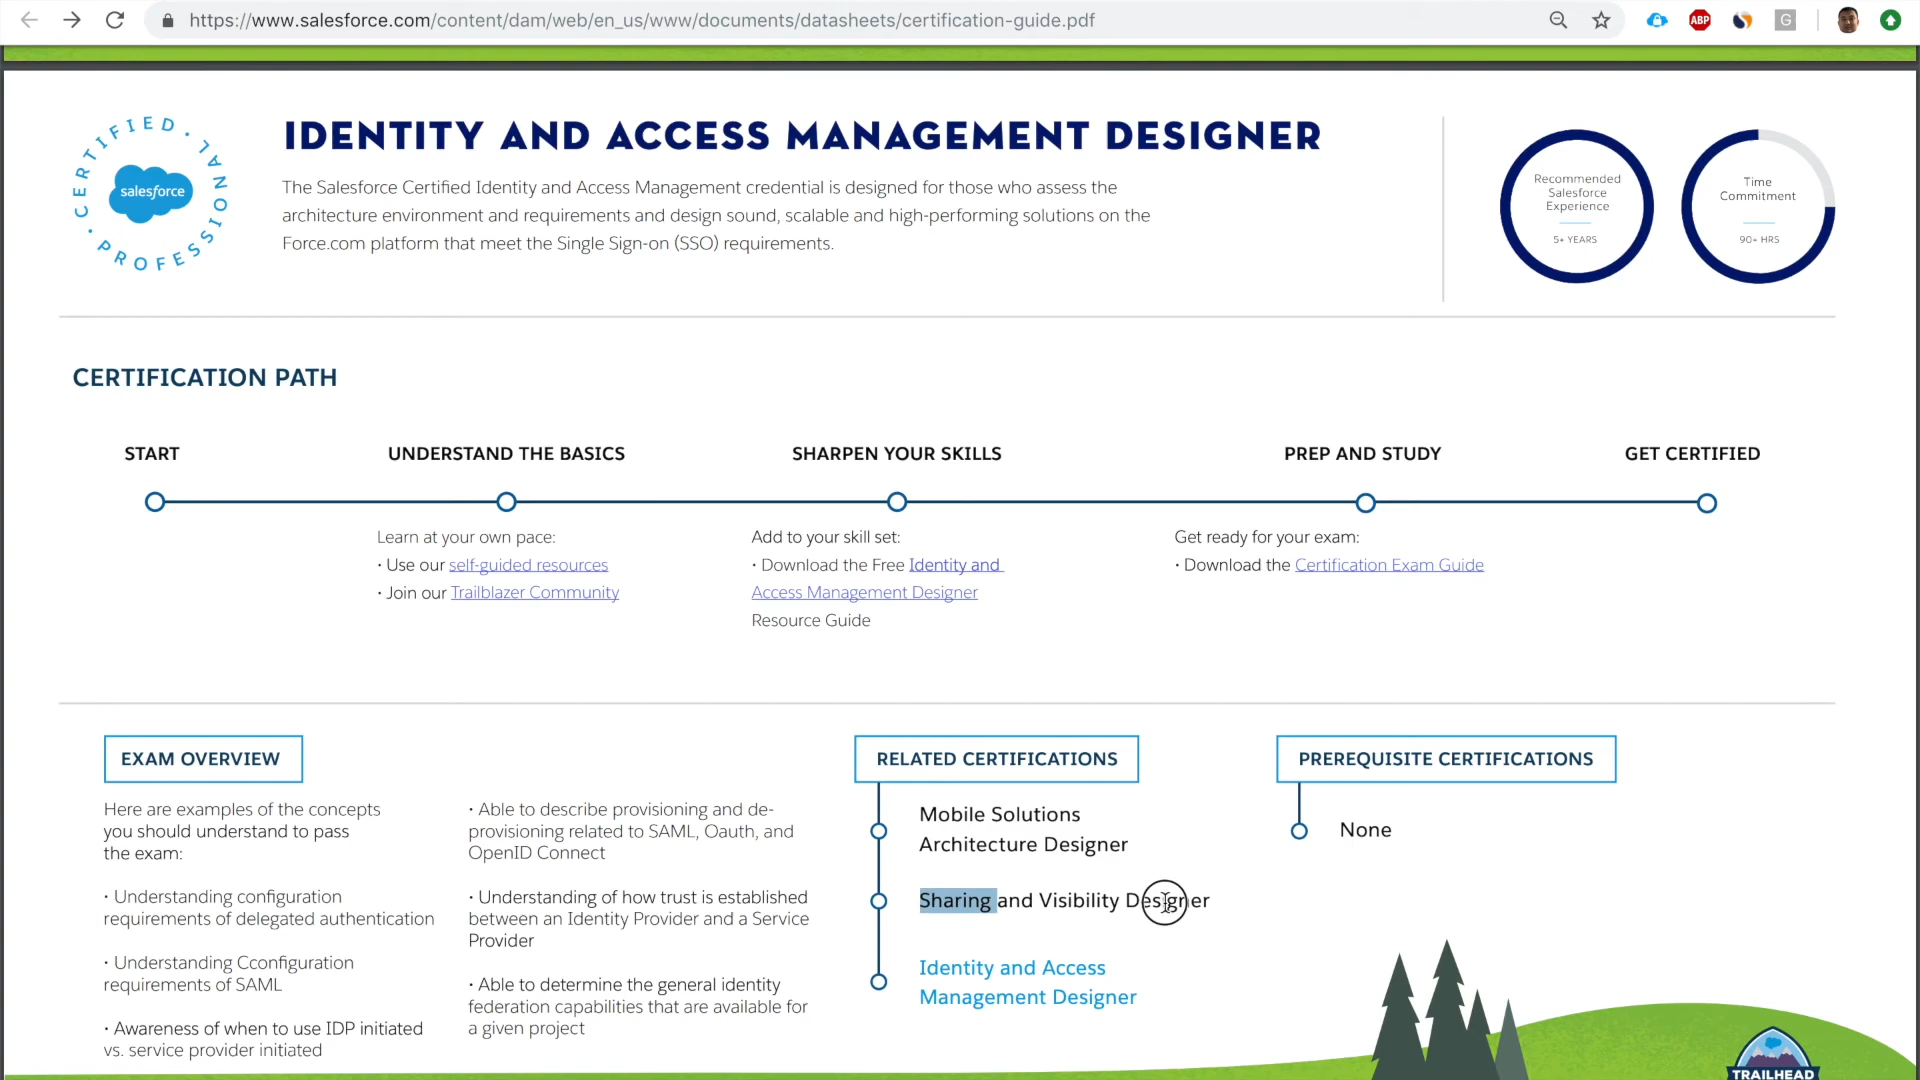 https://www.salesforce.com/content/dam/web/en_us/www/documents/datasheets/certification-guide.pdf
ABP
G
CERTIFIED · PROFESSIONAL ·
salesforce
IDENTITY AND ACCESS MANAGEMENT DESIGNER
The Salesforce Certified Identity and Access Management credential is designed for those who assess the
architecture environment and requirements and design sound, scalable and high-performing solutions on the
Force.com platform that meet the Single Sign-on (SSO) requirements.
Recommended
Salesforce
Experience
5+ YEARS
Time
Commitment
90+ HRS
CERTIFICATION PATH
START
UNDERSTAND THE BASICS
SHARPEN YOUR SKILLS
PREP AND STUDY
GET CERTIFIED
Learn at your own pace:
· Use our self-guided resources
· Join our Trailblazer Community
Add to your skill set:
· Download the Free Identity and
Access Management Designer
Resource Guide
Get ready for your exam:
· Download the Certification Exam Guide
EXAM OVERVIEW
Here are examples of the concepts
you should understand to pass
the exam:
· Understanding configuration
requirements of delegated authentication
· Understanding Cconfiguration
requirements of SAML
· Awareness of when to use IDP initiated
vs. service provider initiated
· Able to describe provisioning and de-
provisioning related to SAML, Oauth, and
OpenID Connect
· Understanding of how trust is established
between an Identity Provider and a Service
Provider
· Able to determine the general identity
federation capabilities that are available for
a given project
RELATED CERTIFICATIONS
Mobile Solutions
Architecture Designer
Sharing and Visibility Designer
Identity and Access
Management Designer
PREREQUISITE CERTIFICATIONS
None
TRAILHEAD